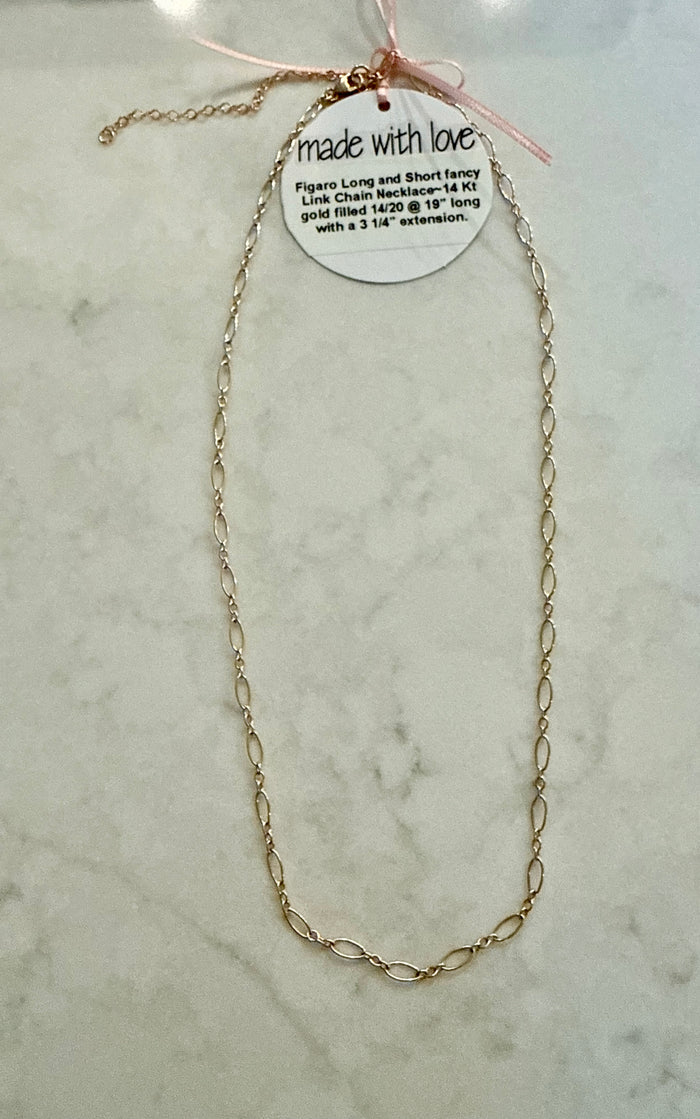 made with love
Figaro Long and Short fancy
Link Chain Necklace~14 Kt
gold filled 14/20 @ 19" long
with a 3 1/4" extension.